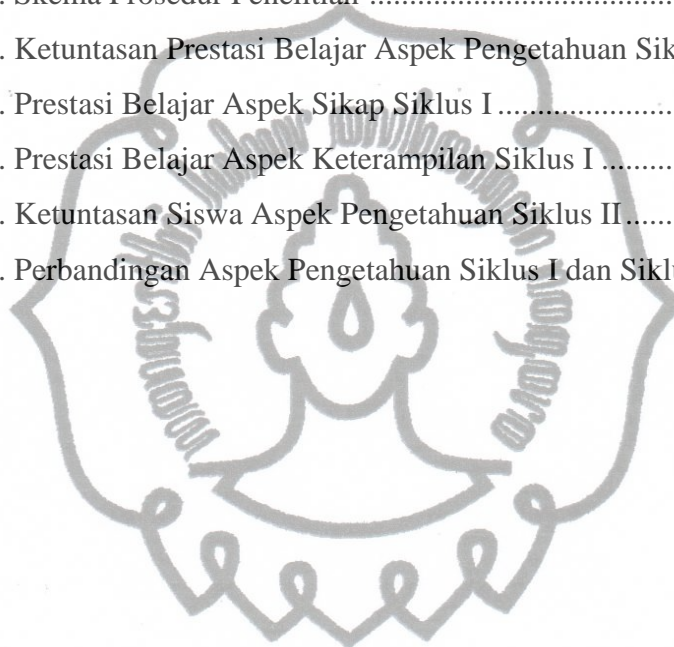 . Skema Prosedur Penelitian ........................................
. Ketuntasan Prestasi Belajar Aspek Pengetahuan Sik
. Prestasi Belajar Aspek Sikap Siklus I ......................
. Prestasi Belajar Aspek Keterampilan Siklus I .........
. Ketuntasan Siswa Aspek Pengetahuan Siklus II ......
. Perbandingan Aspek Pengetahuan Siklus I dan Siklu